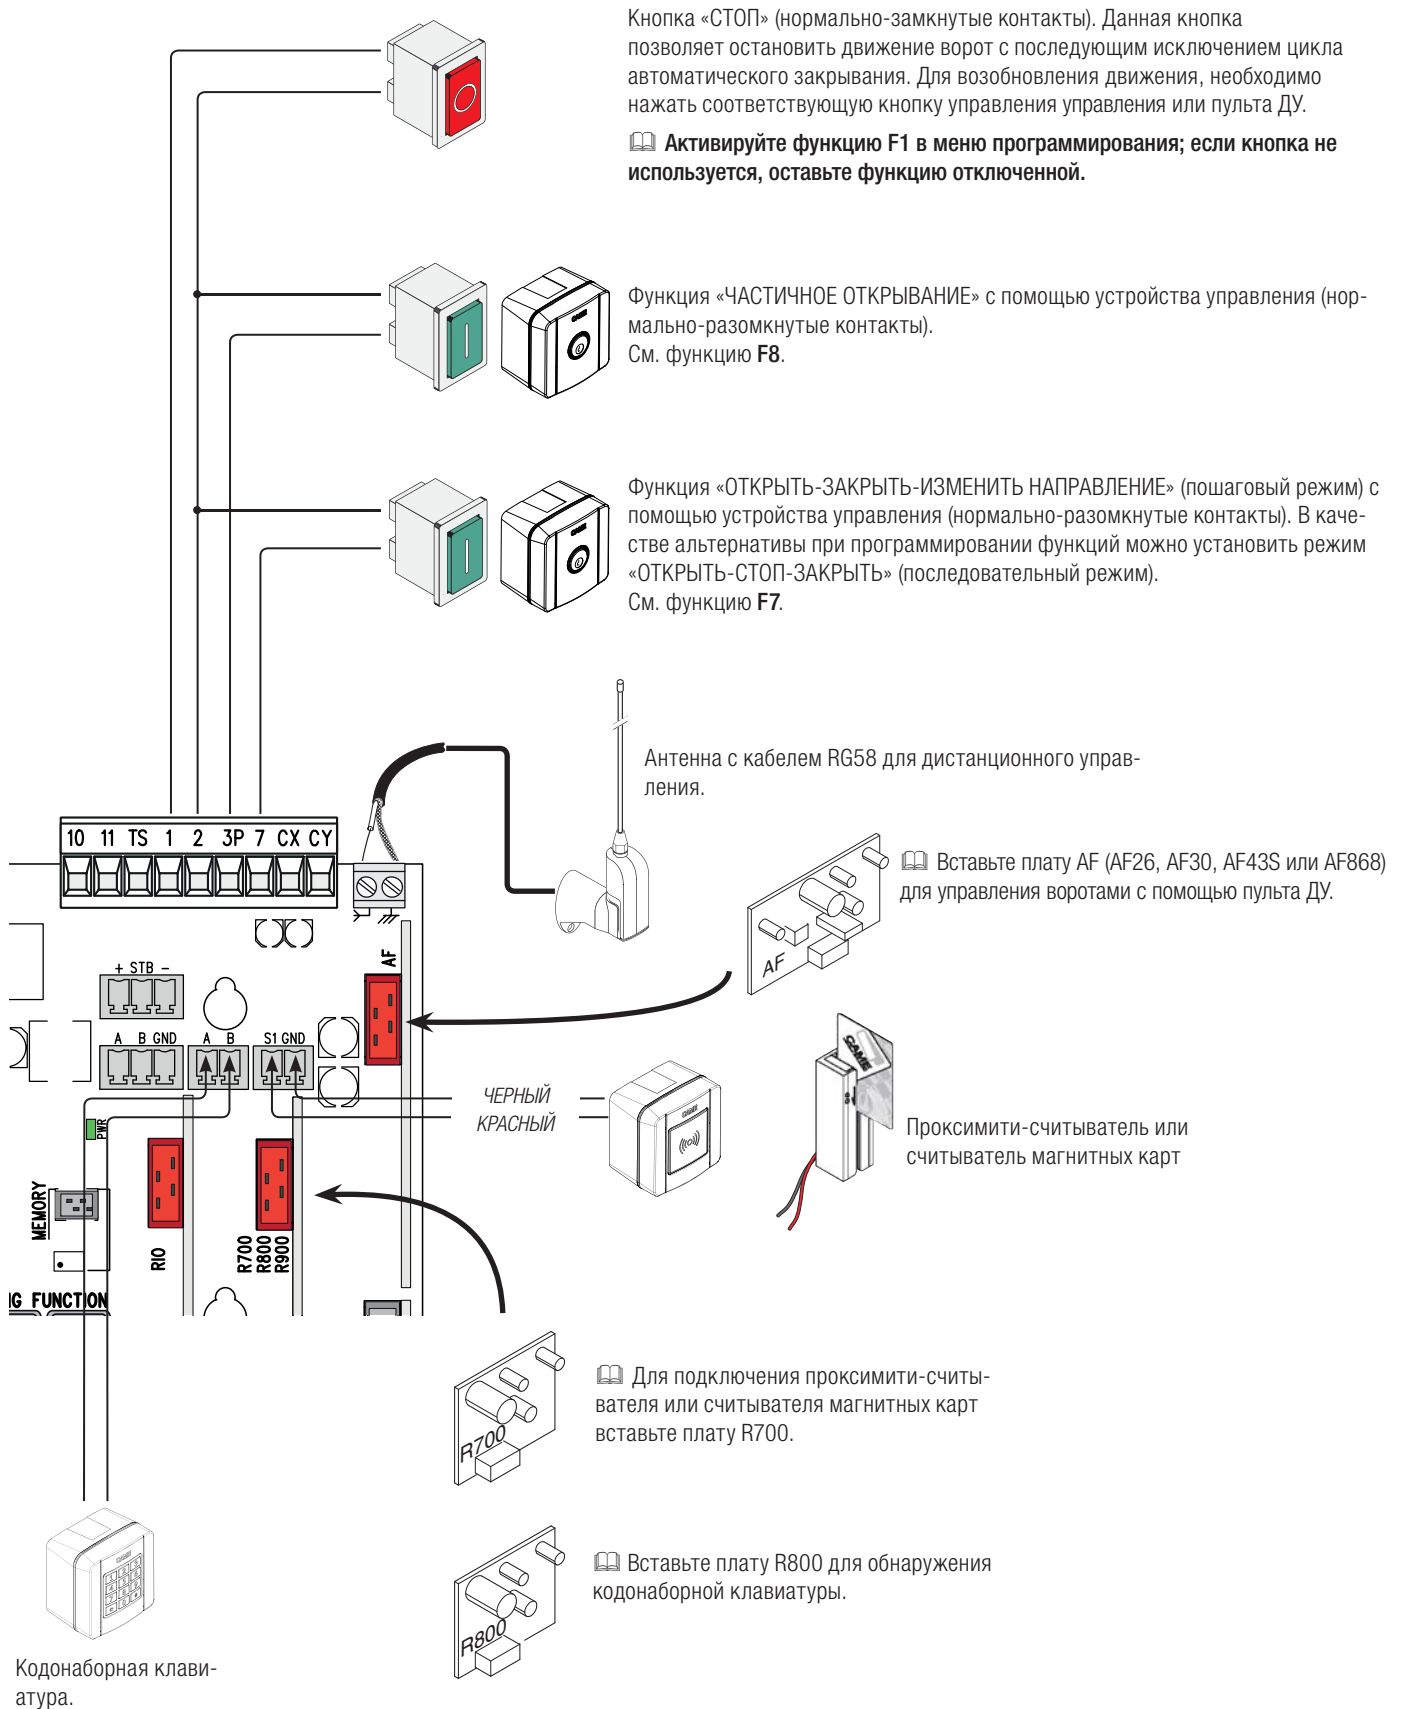 Кнопка «СТОП» (нормально-замкнутые контакты). Данная кнопка
позволяет остановить движение ворот с последующим исключением цикла
автоматического закрывания. Для возобновления движения, необходимо
нажать соответствующую кнопку управления управления или пульта ДУ.
Активируйте функцию F1 в меню программирования; если кнопка не
используется, оставьте функцию отключенной.
Функция «ЧАСТИЧНОЕ ОТКРЫВАНИЕ» с помощью устройства управления (нор-
мально-разомкнутые контакты).
См. функцию F8.
CAME
Функция «ОТКРЫТЬ-ЗАКРЫТЬ-ИЗМЕНИТЬ НАПРАВЛЕНИЕ» (пошаговый режим) с
помощью устройства управления (нормально-разомкнутые контакты). В каче-
стве альтернативы при программировании функций можно установить режим
«ОТКРЫТЬ-СТОП-ЗАКРЫТЬ» (последовательный режим).
См. функцию F7.
CAME
Антенна с кабелем RG58 для дистанционного управ-
ления.
10 11 TS 1 2 3P 7 CX CY
Вставьте плату AF (AF26, AF30, AF43S или AF868)
для управления воротами с помощью пульта ДУ.
AF
AF
+ STB -
A B GND A B S1 GND
ЧЕРНЫЙ
КРАСНЫЙ
CAME
CAME
Проксимити-считыватель или
считыватель магнитных карт
PWR
MEMORY
RIO
R700
R800
R900
G FUNCTION
R700
Для подключения проксимити-считы-
вателя или считывателя магнитных карт
вставьте плату R700.
R800
Вставьте плату R800 для обнаружения
кодонаборной клавиатуры.
CAME
Кодонаборная клави-
атура.